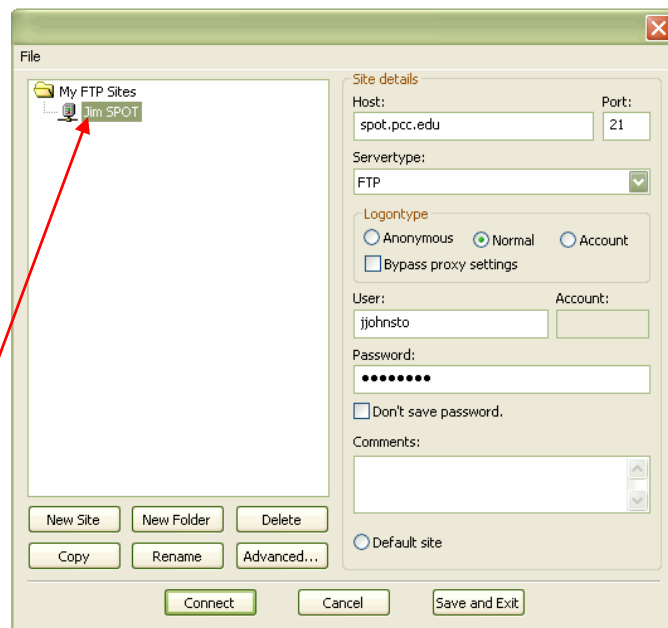 File
My FTP Sites
Jim SPOT
New Site New Folder Delete
Copy Rename Advanced...
Site details
Host: Port:
spot.pcc.edu 21
Servertype:
FTP
Logontype
Anonymous Normal Account
Bypass proxy settings
User: Account:
jjohnsto
Password:
●●●●●●●●
Don't save password.
Comments:
Default site
Connect Cancel Save and Exit